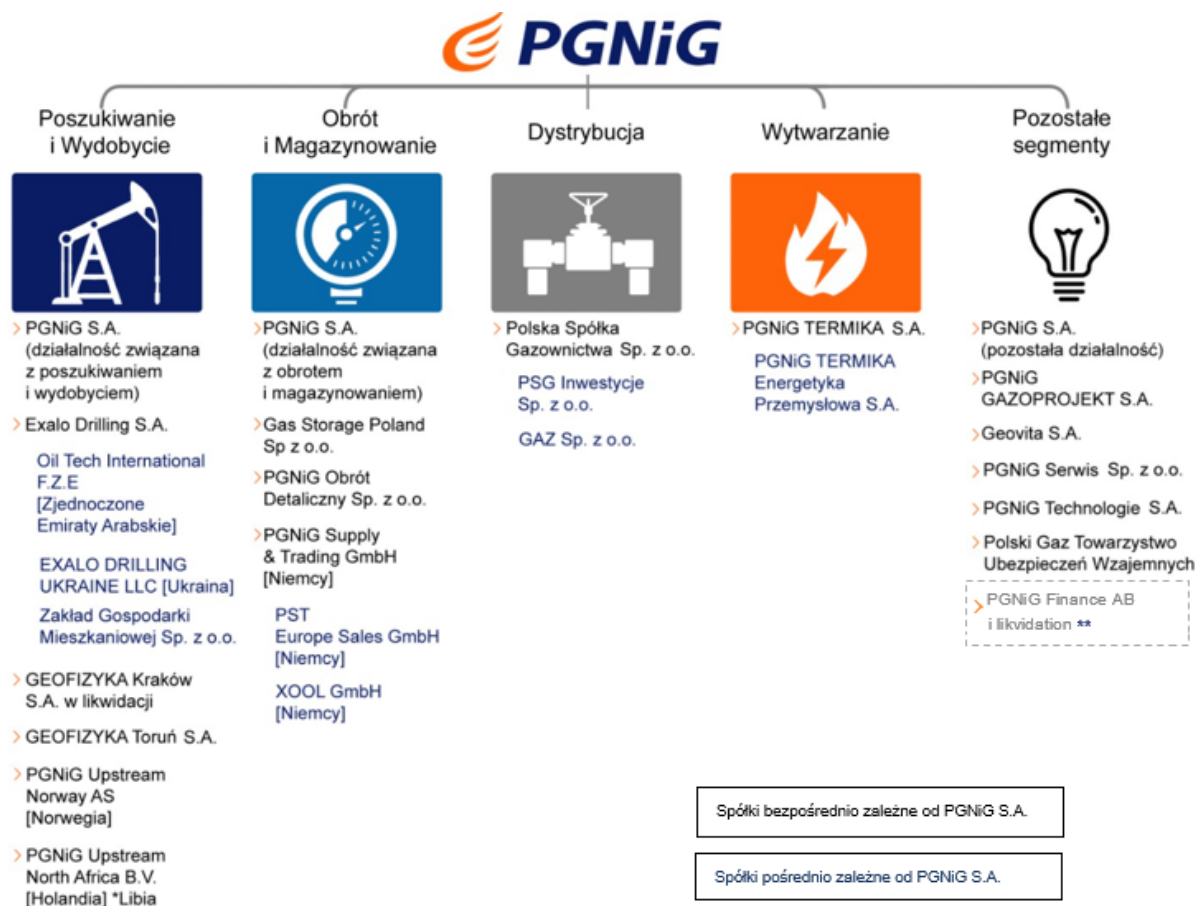 PGNiG
Poszukiwanie
i Wydobycie
Obrót
i Magazynowanie
Dystrybucja
Wytwarzanie
Pozostałe
segmenty
PGNiG S.A.
(działalność związana
z poszukiwaniem
i wydobyciem)
Exalo Drilling S.A.
Oil Tech International
F.Z.E
[Zjednoczone
Emiraty Arabskie]
EXALO DRILLING
UKRAINE LLC [Ukraina]
Zakład Gospodarki
Mieszkaniowej Sp. z o.o.
GEOFIZYKA Kraków
S.A. w likwidacji
GEOFIZYKA Toruń S.A.
PGNiG Upstream
Norway AS
[Norwegia]
PGNiG Upstream
North Africa B.V.
[Holandia] *Libia
PGNiG S.A.
(działalność związana
z obrotem
i magazynowaniem)
Gas Storage Poland
Sp z o.o.
PGNiG Obrót
Detaliczny Sp. z o.o.
PGNiG Supply
& Trading GmbH
[Niemcy]
PST
Europe Sales GmbH
[Niemcy]
XOOL GmbH
[Niemcy]
Polska Spółka
Gazownictwa Sp. z o.o.
PSG Inwestycje
Sp. z o.o.
GAZ Sp. z o.o.
PGNiG TERMIKA S.A.
PGNiG TERMIKA
Energetyka
Przemysłowa S.A.
PGNiG S.A.
(pozostała działalność)
PGNiG
GAZOPROJEKT S.A.
Geovita S.A.
PGNiG Serwis Sp. z o.o.
PGNiG Technologie S.A.
Polski Gaz Towarzystwo
Ubezpieczeń Wzajemnych
PGNiG Finance AB
i likvidation **
Spółki bezpośrednio zależne od PGNiG S.A.
Spółki pośrednio zależne od PGNiG S.A.